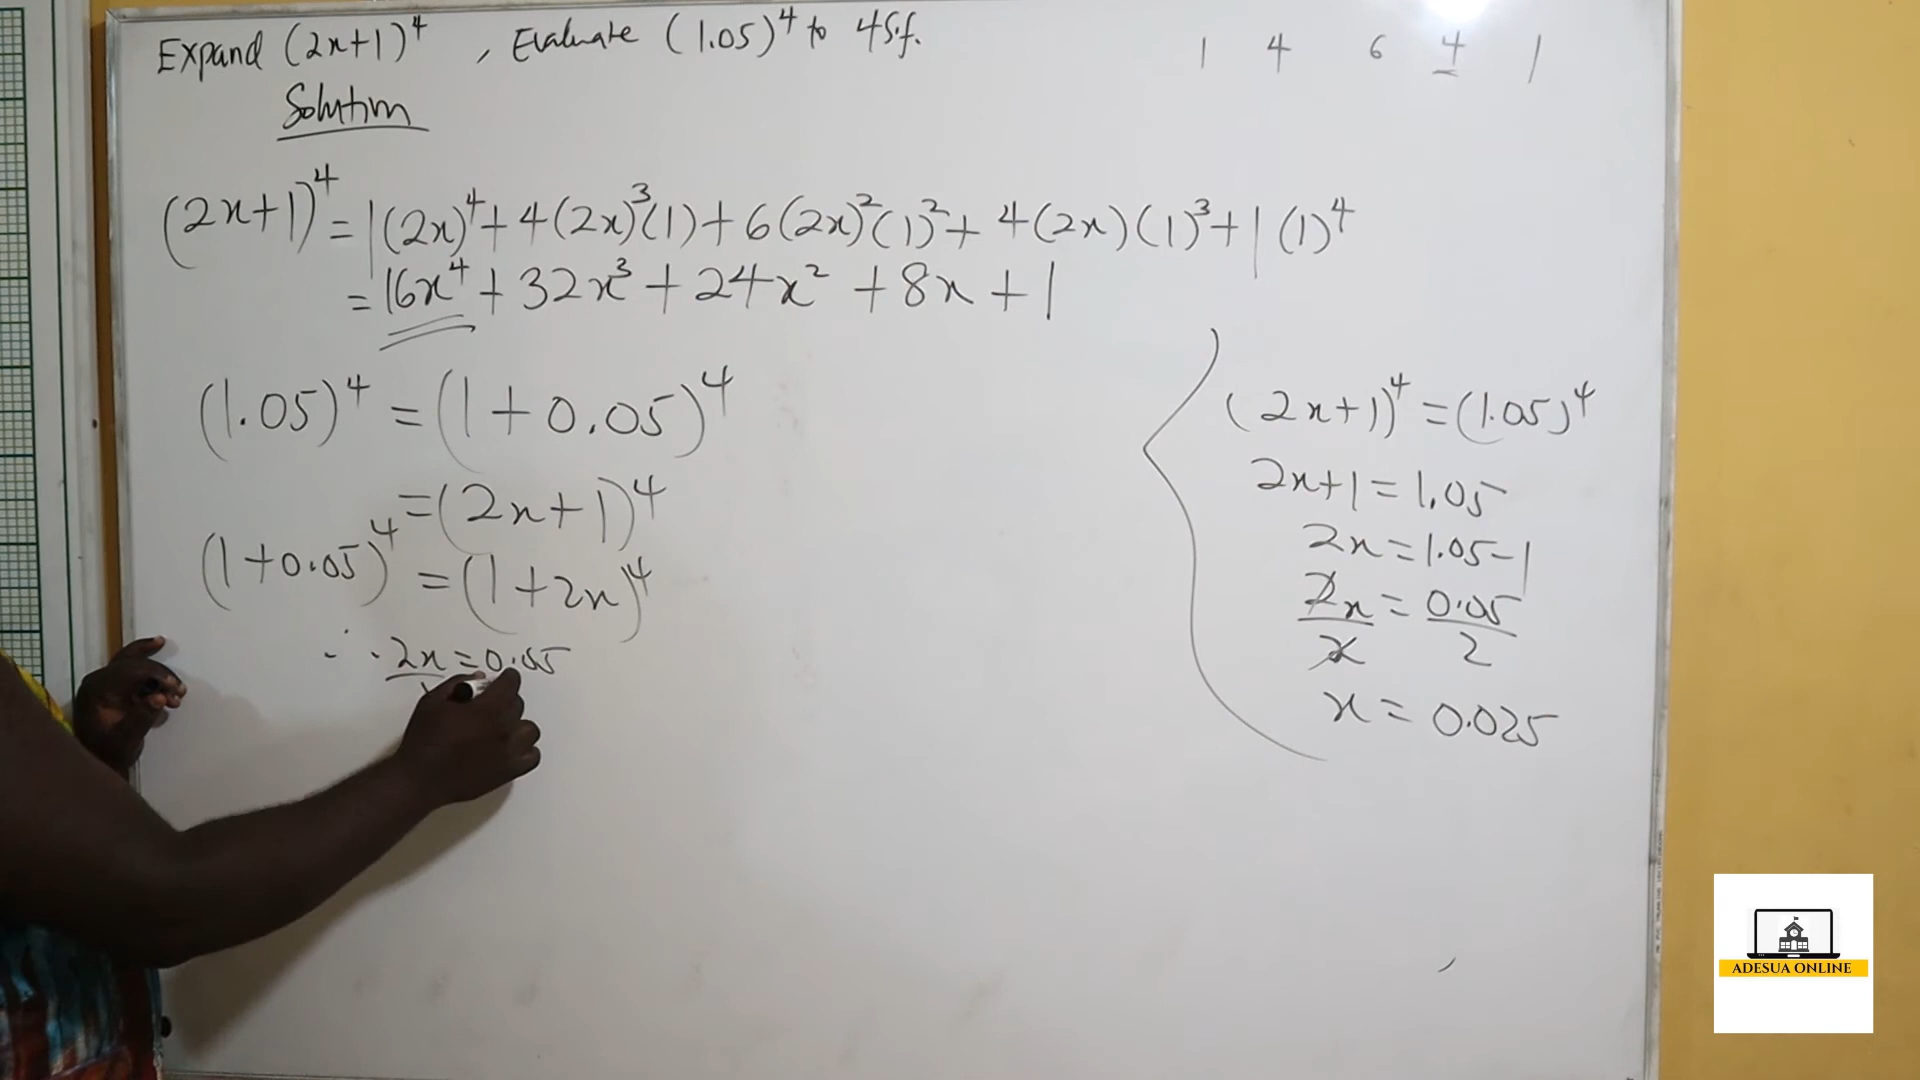 Expand (2x+1)⁴ , Evaluate (1.05)⁴ to 4 S.f.
1 4 6 4 1
Solution
(2x+1)⁴ = 1(2x)⁴ + 4(2x)³(1) + 6(2x)²(1)² + 4(2x)(1)³ + 1(1)⁴
= 16x⁴ + 32x³ + 24x² + 8x + 1
(1.05)⁴ = (1+0.05)⁴
= (2x+1)⁴
(1+0.05)⁴ = (1+2x)⁴
∴ 2x = 0.05
(2x+1)⁴ = (1.05)⁴
2x+1 = 1.05
2x = 1.05-1
2x = 0.05
2 2
x = 0.025
ADESUA ONLINE